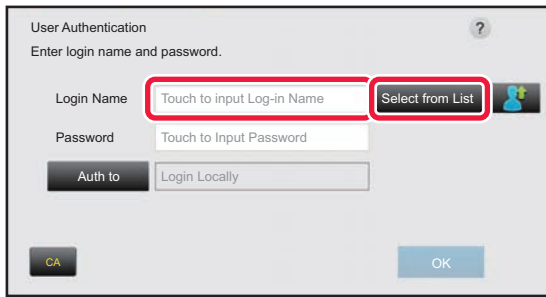 User Authentication
?
Enter login name and password.
Login Name Touch to input Log-in Name Select from List
Password Touch to Input Password
Auth to Login Locally
CA OK